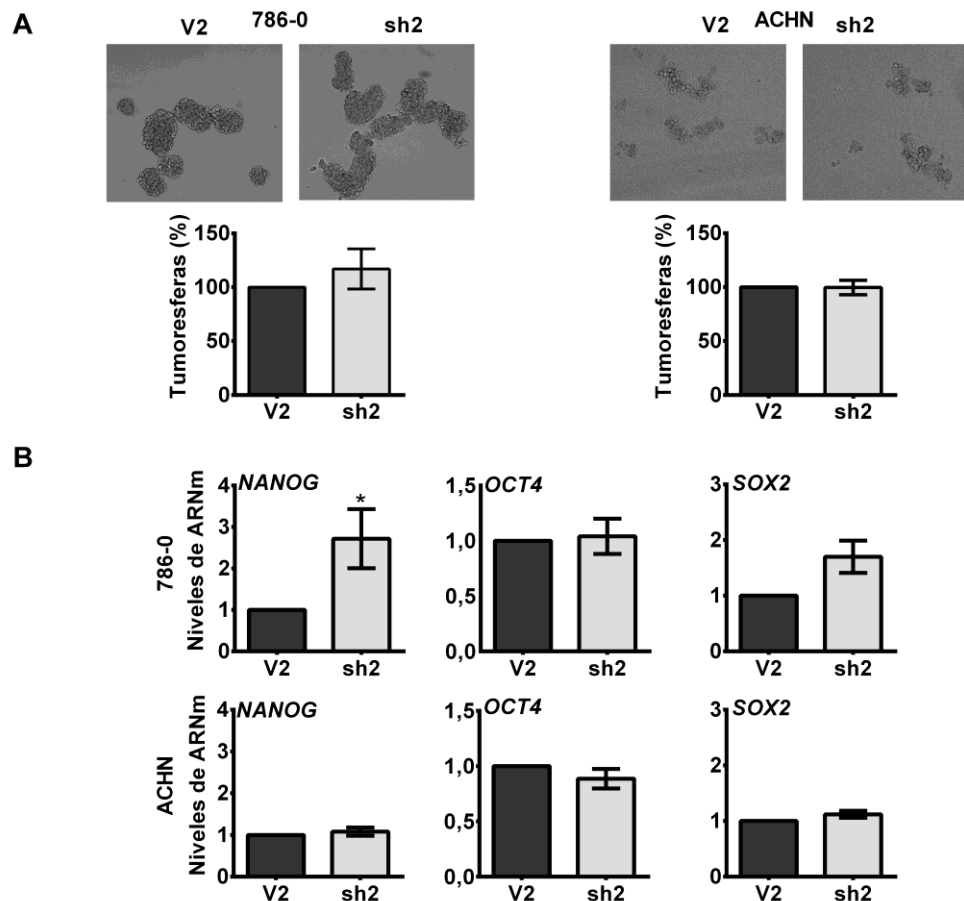 A
786-0
V2 sh2
ACHN
V2 sh2
Tumoresferas (%)
150
100
50
0
V2 sh2
Tumoresferas (%)
150
100
50
0
V2 sh2
B
786-0
Niveles de ARNm
NANOG
4
3
2
1
0
*
V2 sh2
OCT4
1,5
1,0
0,5
0,0
V2 sh2
SOX2
3
2
1
0
V2 sh2
ACHN
Niveles de ARNm
NANOG
4
3
2
1
0
V2 sh2
OCT4
1,5
1,0
0,5
0,0
V2 sh2
SOX2
3
2
1
0
V2 sh2